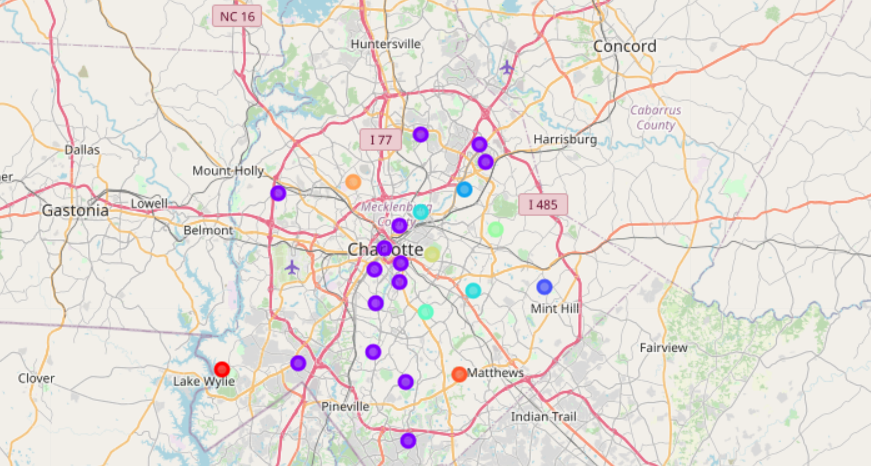 NC 16
Huntersville
Concord
Cabarrus
County
I 77
Harrisburg
Dallas
Mount Holly
Mecklenburg
County
I 485
Gastonia
Lowell
Belmont
Charlotte
Mint Hill
Fairview
Clover
Lake Wylie
Matthews
Pineville
Indian Trail